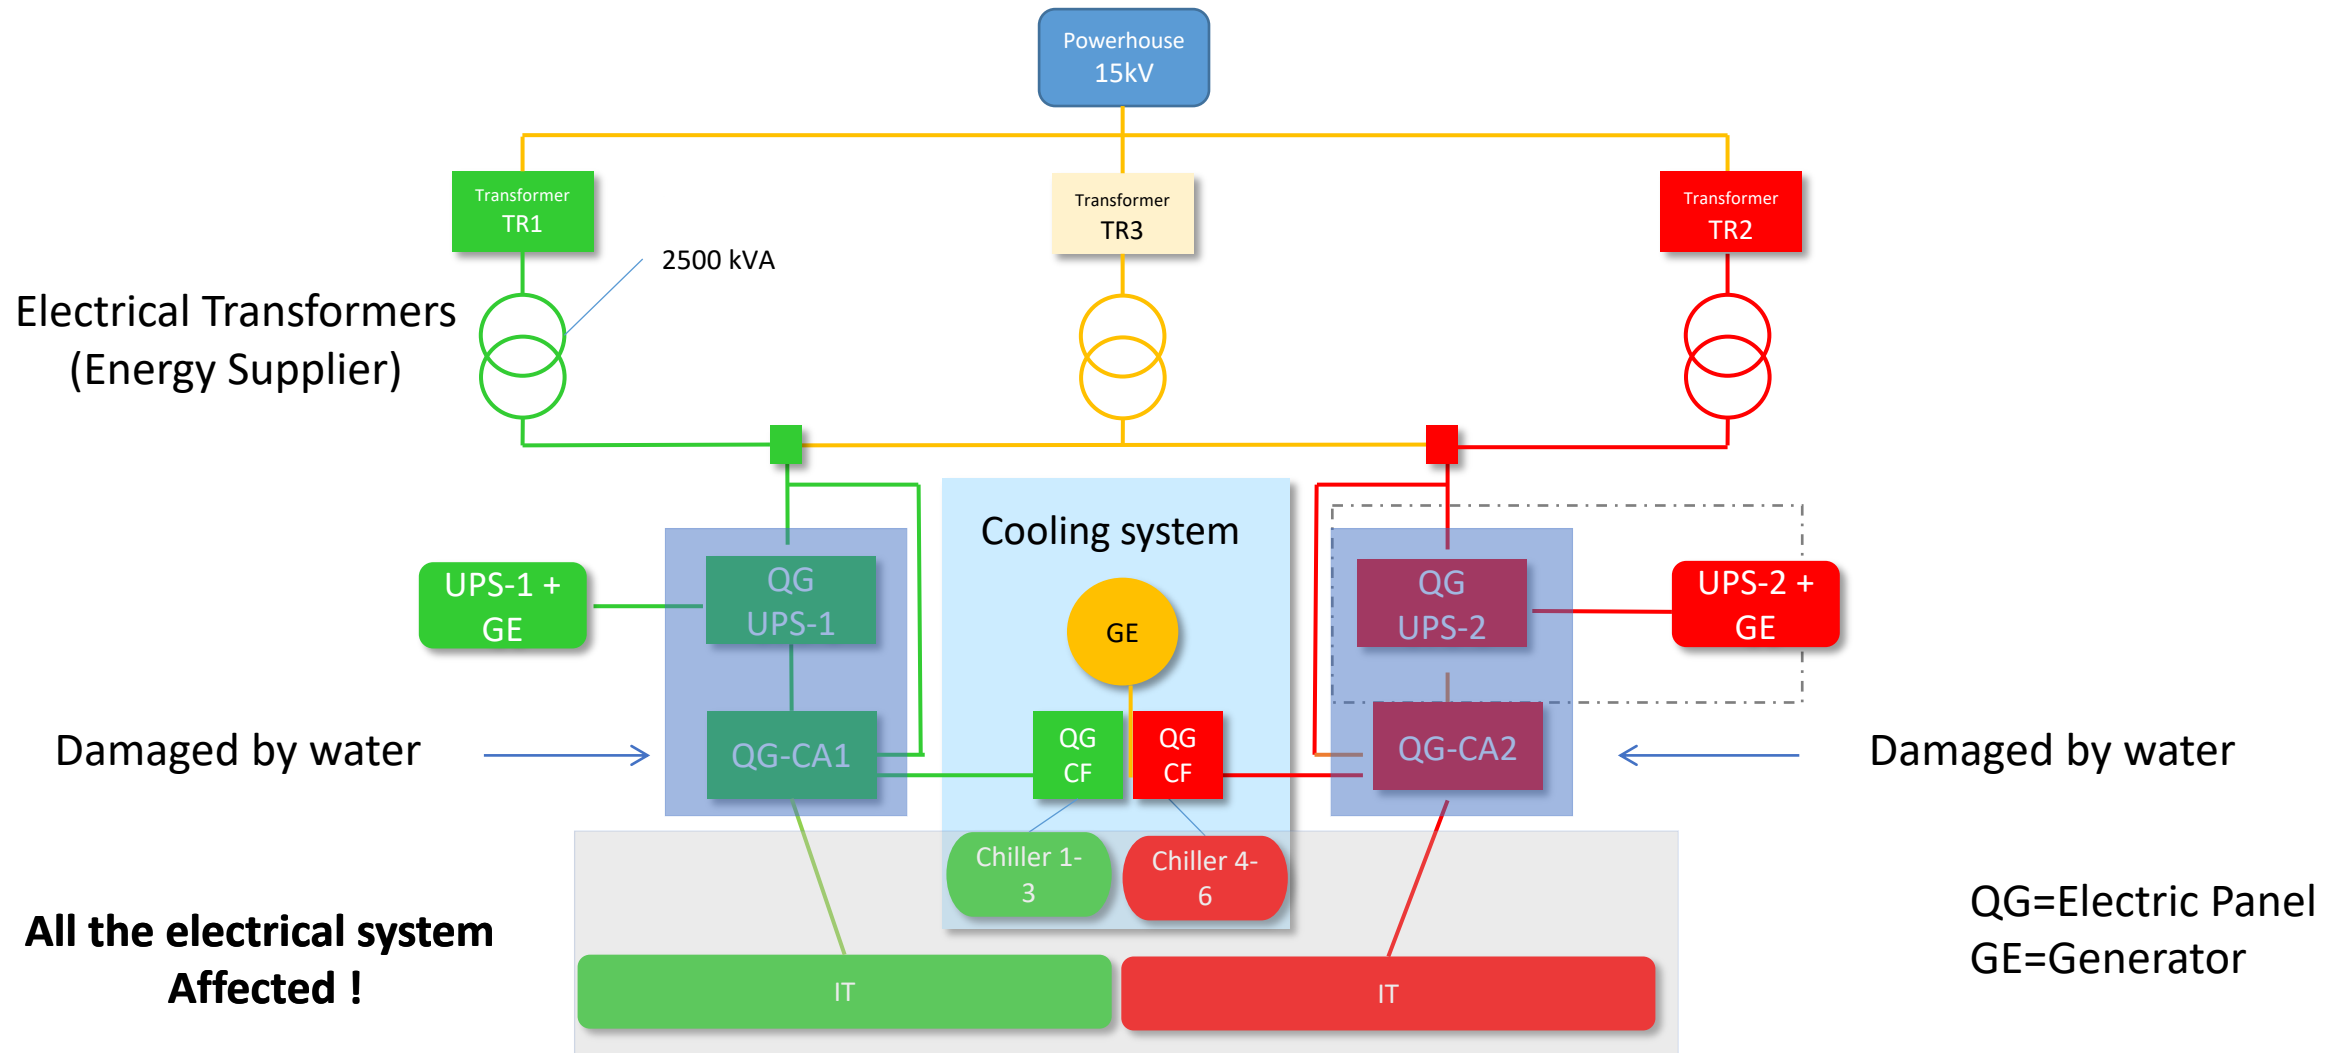 Powerhouse
15kV
Transformer
TR1
Transformer
TR3
Transformer
TR2
2500 kVA
Electrical Transformers
(Energy Supplier)
Cooling system
UPS-1 +
GE
QG
UPS-1
GE
QG
UPS-2
UPS-2 +
GE
Damaged by water
QG-CA1
QG
CF
QG
CF
QG-CA2
Damaged by water
Chiller 1-
3
Chiller 4-
6
All the electrical system
Affected !
QG=Electric Panel
GE=Generator
IT
IT